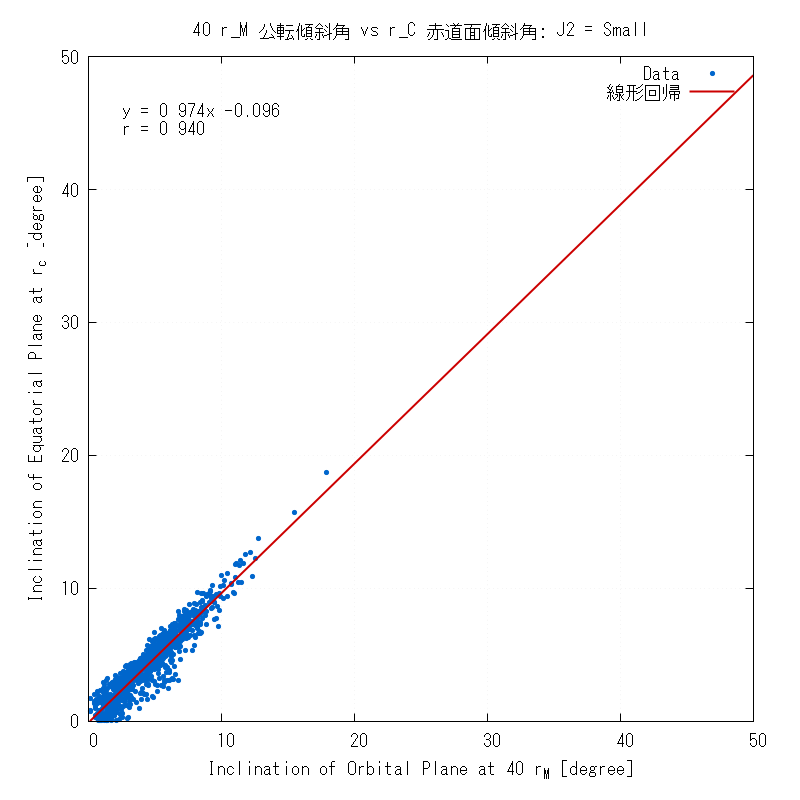 40 r_M 公転傾斜角 vs r_C 赤道面傾斜角: J2 = Small
50
40
30
20
10
0
Data
線形回帰
y = 0 974x -0.096
r = 0 940
Inclination of Equatorial Plane at rc [degree]
0
10
20
30
40
50
Inclination of Orbital Plane at 40 rM [degree]